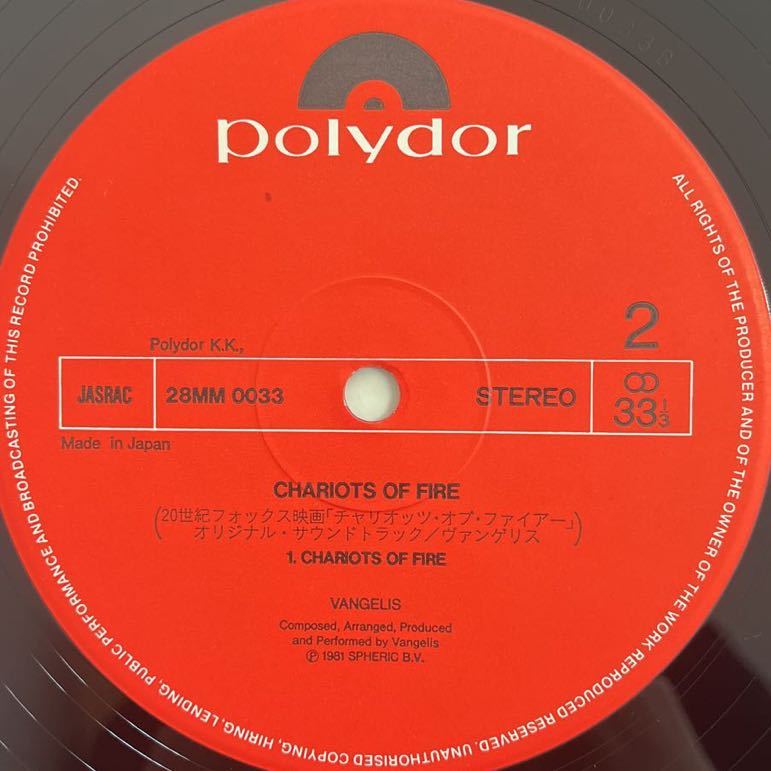 polydor
2
Polydor K.K.,
JASRAC
28MM 0033
STEREO
33 1/3
Made in Japan
CHARIOTS OF FIRE
(20世紀フォックス映画「チャリオッツ・オブ・ファイアー」
オリジナル・サウンドトラック/ヴァンゲリス)
1. CHARIOTS OF FIRE
VANGELIS
Composed, Arranged, Produced
and Performed by Vangelis
Ⓟ 1981 SPHERIC B.V.
ALL RIGHTS OF THE PRODUCER AND OF THE OWNER OF THE WORK REPRODUCED RESERVED. UNAUTHORISED COPYING, HIRING, LENDING, PUBLIC PERFORMANCE AND BROADCASTING OF THIS RECORD PROHIBITED.